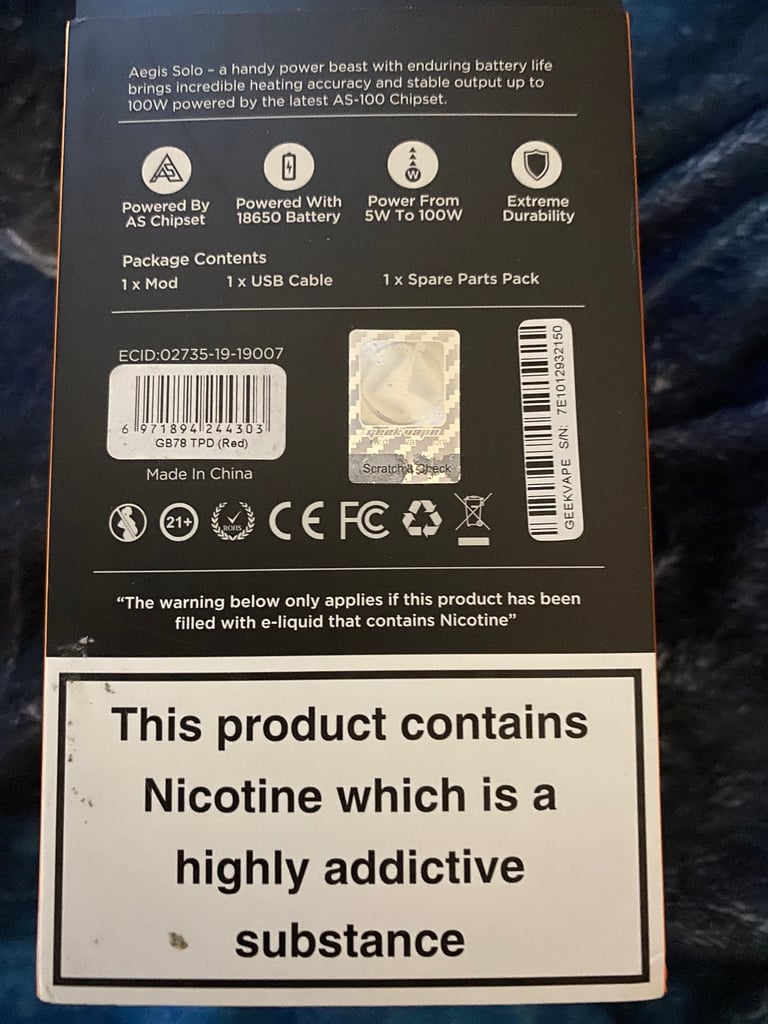 Aegis Solo – a handy power beast with enduring battery life
brings incredible heating accuracy and stable output up to
100W powered by the latest AS-100 Chipset.
AS
W
Powered By
AS Chipset
Powered With
18650 Battery
Power From
5W To 100W
Extreme
Durability
Package Contents
1 x Mod
1 x USB Cable
1 x Spare Parts Pack
ECID:02735-19-19007
6 971894 244303
GB78 TPD (Red)
Made In China
geekvape
Scratch & Check
GEEKVAPE S/N: 7E1012932150
21+
ROHS
CE
FC
“The warning below only applies if this product has been
filled with e-liquid that contains Nicotine”
This product contains
Nicotine which is a
highly addictive
substance